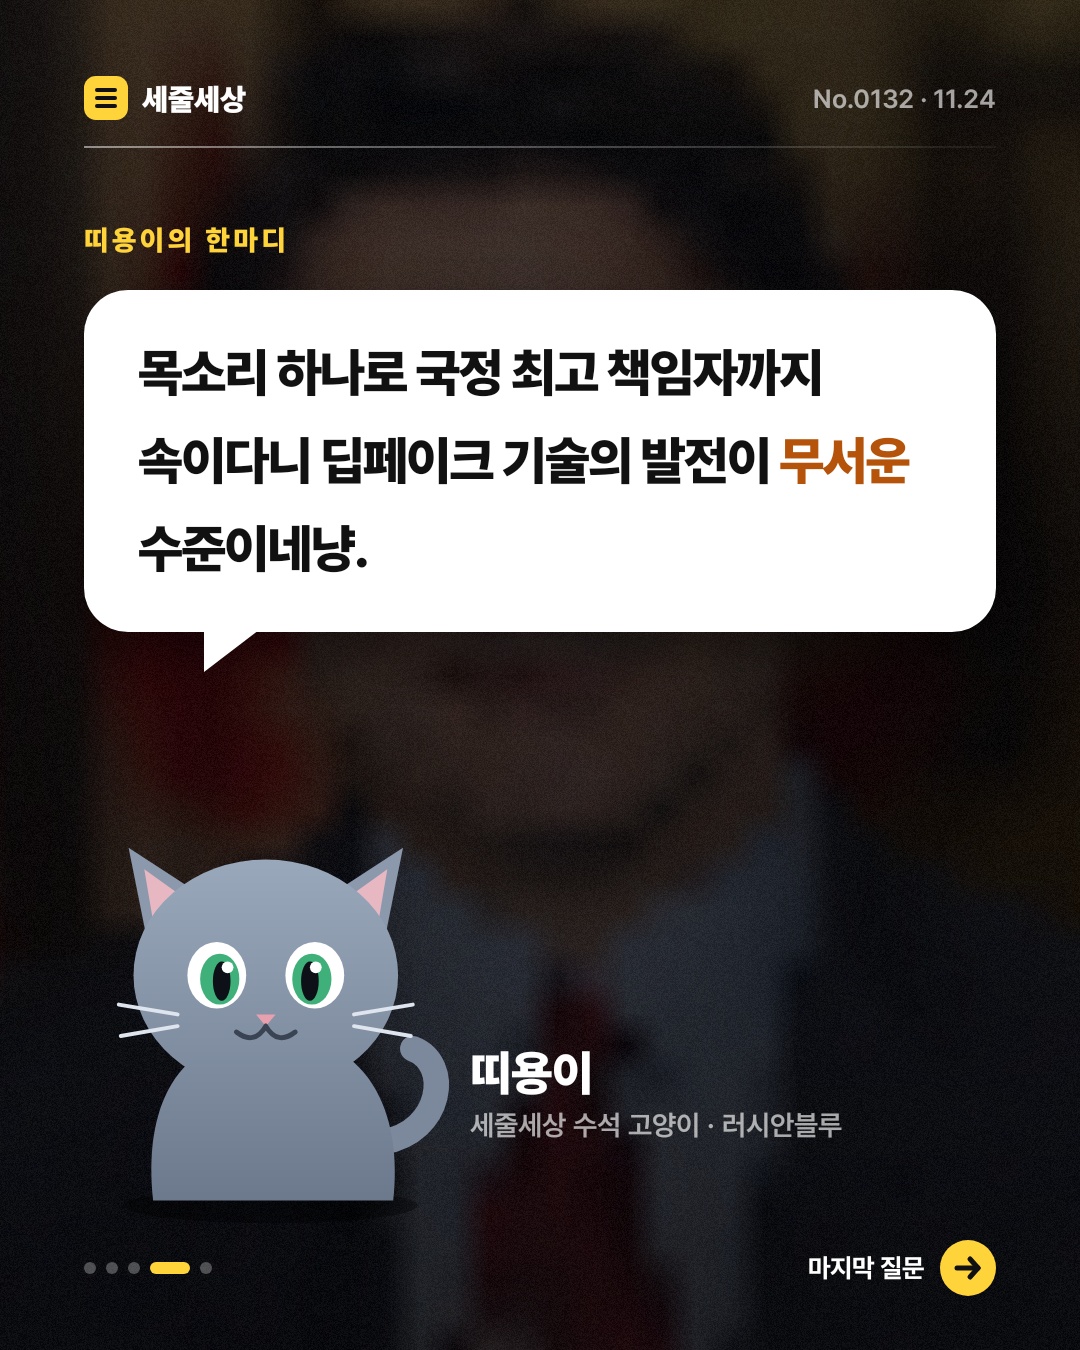 세줄세상
No.0132 · 11.24
띠용이의 한마디
목소리 하나로 국정 최고 책임자까지
속이다니 딥페이크 기술의 발전이 무서운
수준이네냥.
띠용이
세줄세상 수석 고양이 · 러시안블루
마지막 질문